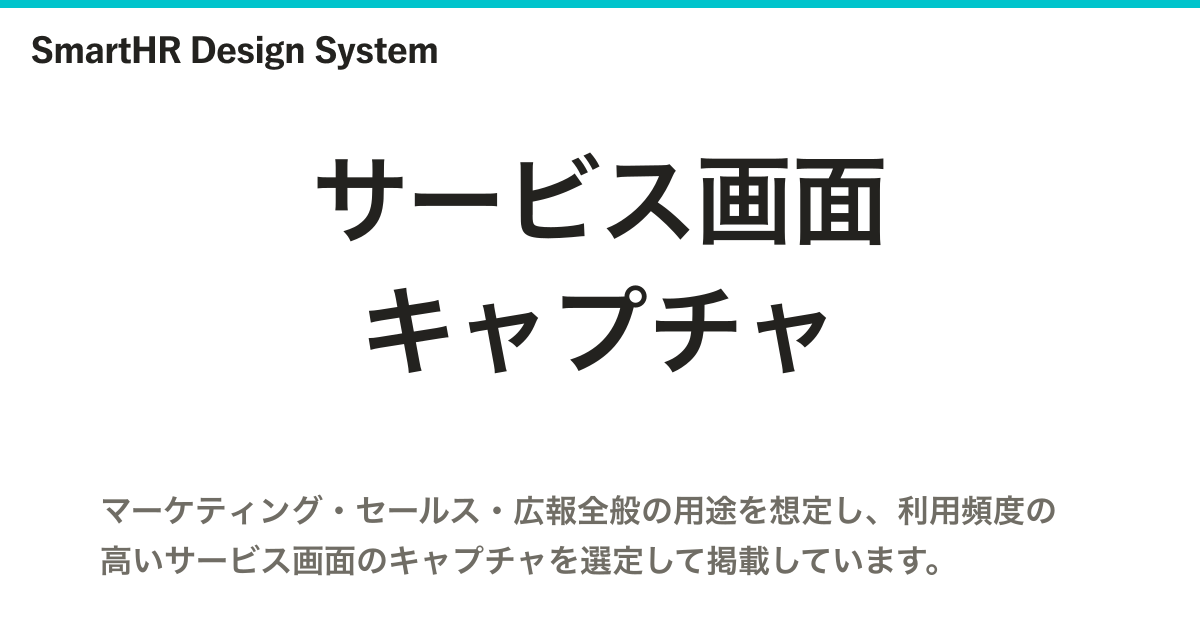 SmartHR Design System
サービス画面
キャプチャ
マーケティング・セールス・広報全般の用途を想定し、利用頻度の
高いサービス画面のキャプチャを選定して掲載しています。